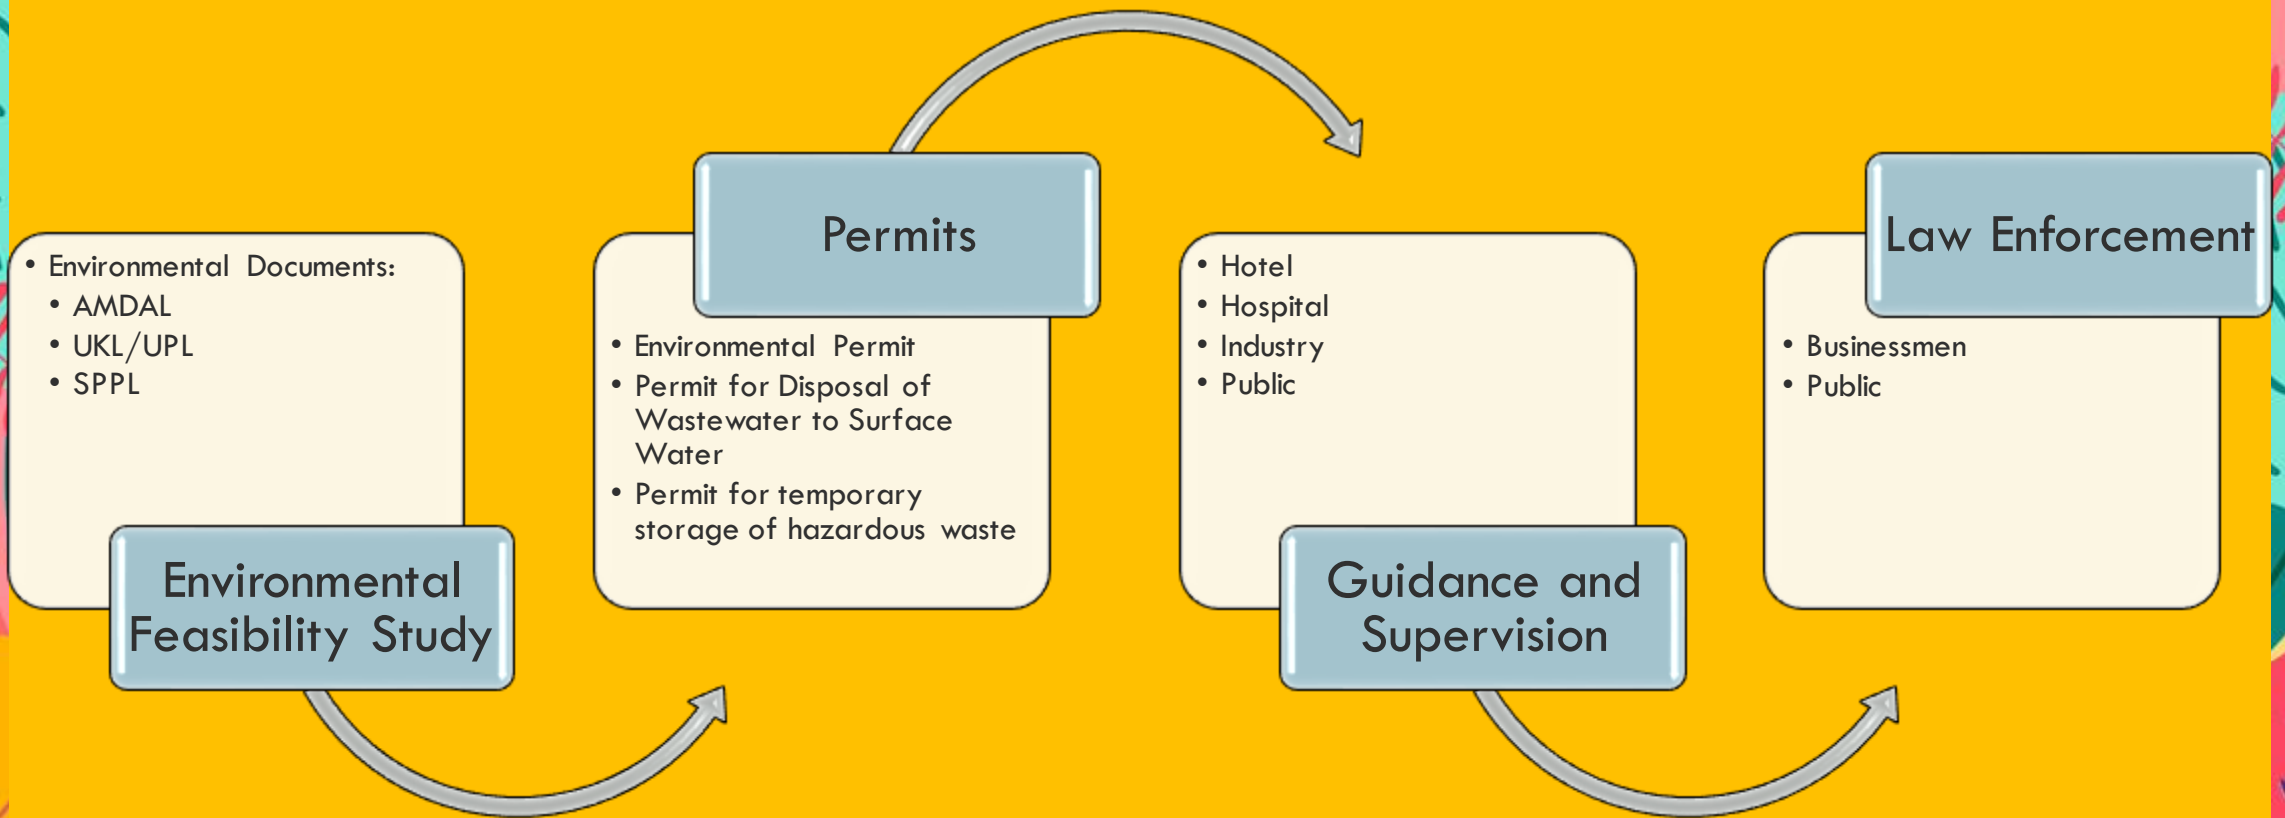 • Environmental Documents:
• AMDAL
• UKL/UPL
• SPPL
Environmental
Feasibility Study
Permits
• Environmental Permit
• Permit for Disposal of
Wastewater to Surface
Water
• Permit for temporary
storage of hazardous waste
• Hotel
• Hospital
• Industry
• Public
Guidance and
Supervision
Law Enforcement
• Businessmen
• Public